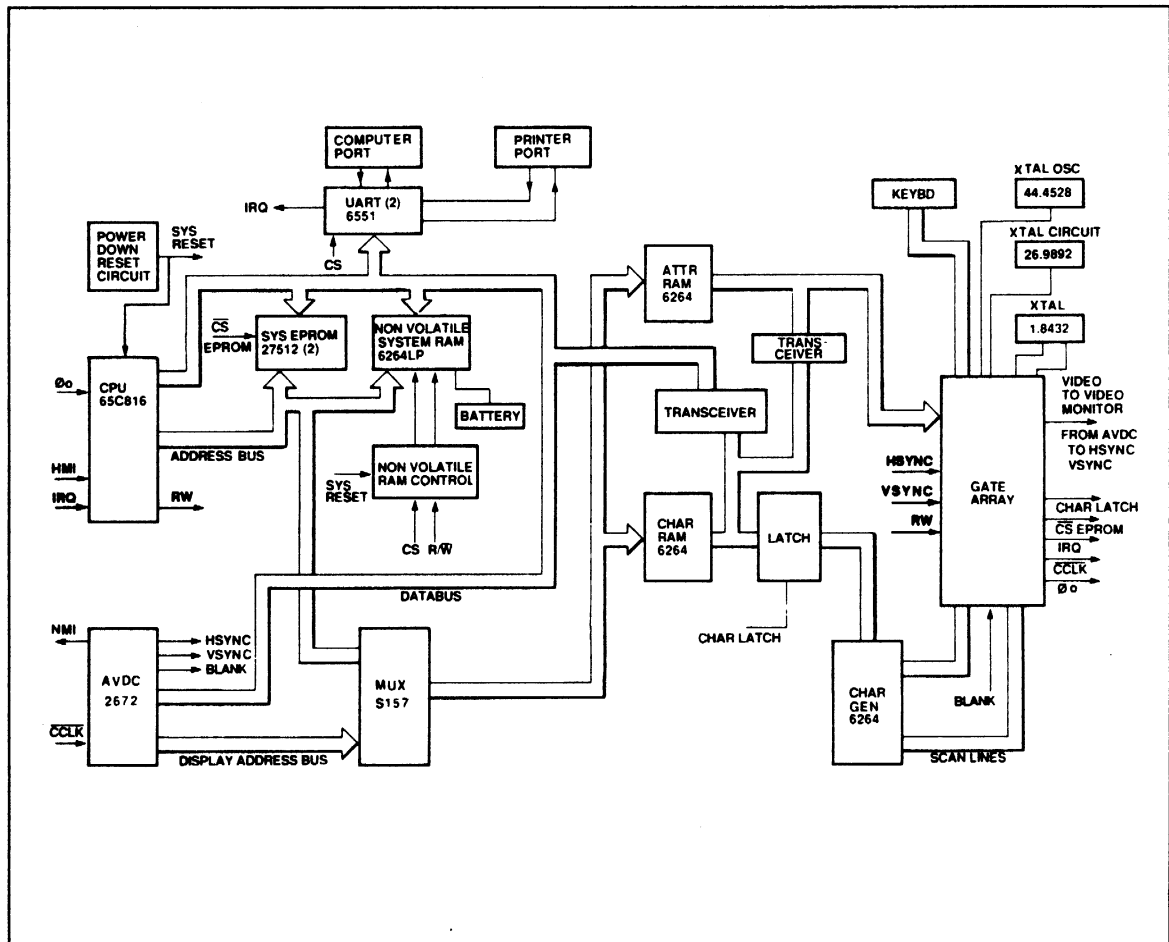 COMPUTER
PORT
PRINTER
PORT
XTAL OSC
44.4528
KEYBD
UART (2)
6551
IRQ
CS
POWER
DOWN
RESET
CIRCUIT
SYS
RESET
XTAL CIRCUIT
26.9892
ATTR
RAM
6264
XTAL
1.8432
CS
EPROM
SYS EPROM
27512 (2)
NON VOLATILE
SYSTEM RAM
6264LP
TRANS-
CEIVER
CPU
65C816
Øo
HMI
IRQ
RW
BATTERY
TRANSCEIVER
VIDEO
TO VIDEO
MONITOR
FROM AVDC
TO HSYNC
VSYNC
ADDRESS BUS
NON VOLATILE
RAM CONTROL
SYS
RESET
CS
R/W
HSYNC
VSYNC
RW
GATE
ARRAY
CHAR
RAM
6264
LATCH
CHAR LATCH
CS EPROM
IRQ
CCLK
Øo
DATABUS
CHAR LATCH
NMI
AVDC
2672
HSYNC
VSYNC
BLANK
CCLK
MUX
S157
DISPLAY ADDRESS BUS
CHAR
GEN
6264
BLANK
SCAN LINES